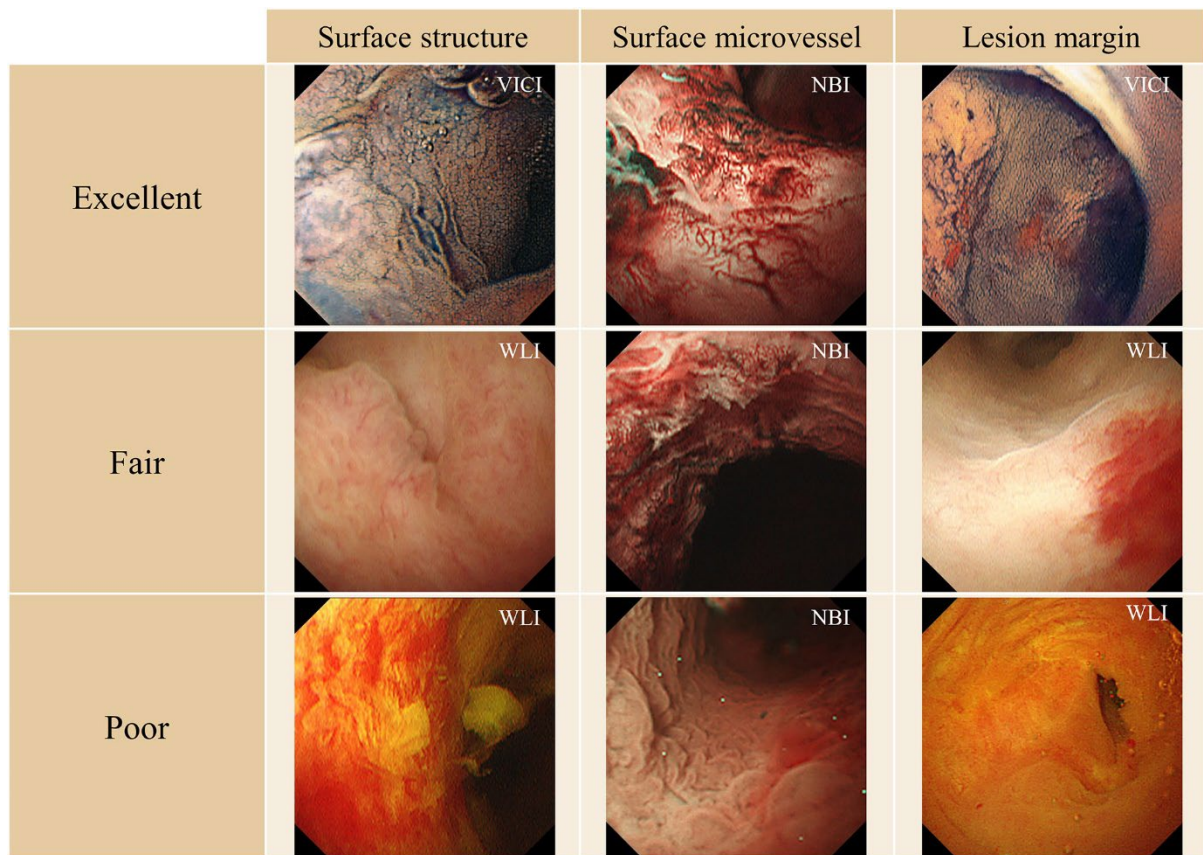 Surface structure Surface microvessel Lesion margin
Excellent VICI NBI VICI
Fair WLI NBI WLI
Poor WLI NBI WLI